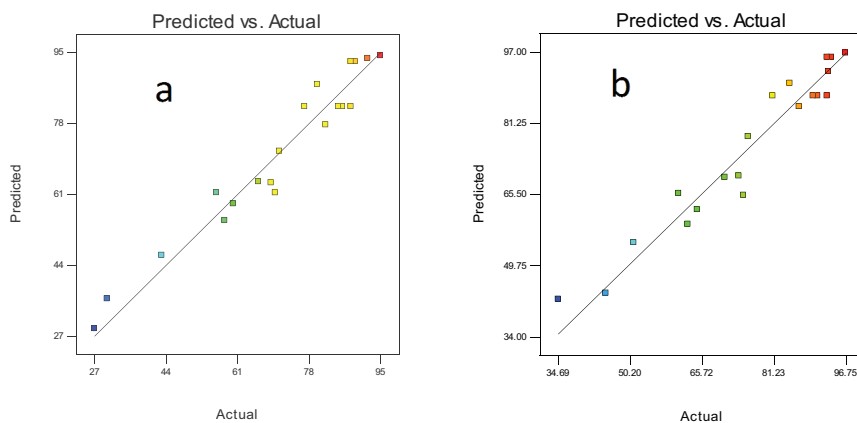 Predicted vs. Actual
a
95
78
61
44
27
Predicted
27 44 61 78 95
Actual
Predicted vs. Actual
b
97.00
81.25
65.50
49.75
34.00
Predicted
34.69 50.20 65.72 81.23 96.75
Actual